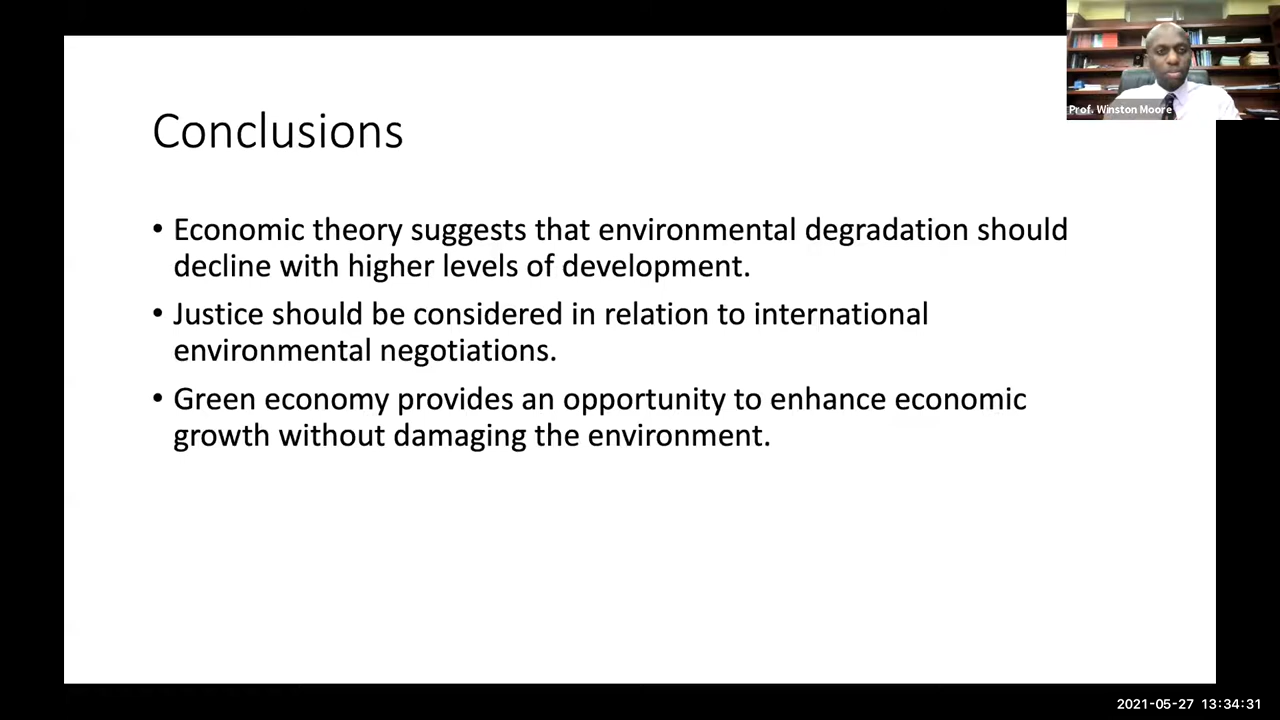 Prof. Winston Moore
Conclusions
• Economic theory suggests that environmental degradation should
decline with higher levels of development.
• Justice should be considered in relation to international
environmental negotiations.
• Green economy provides an opportunity to enhance economic
growth without damaging the environment.
2021-05-27 13:34:31